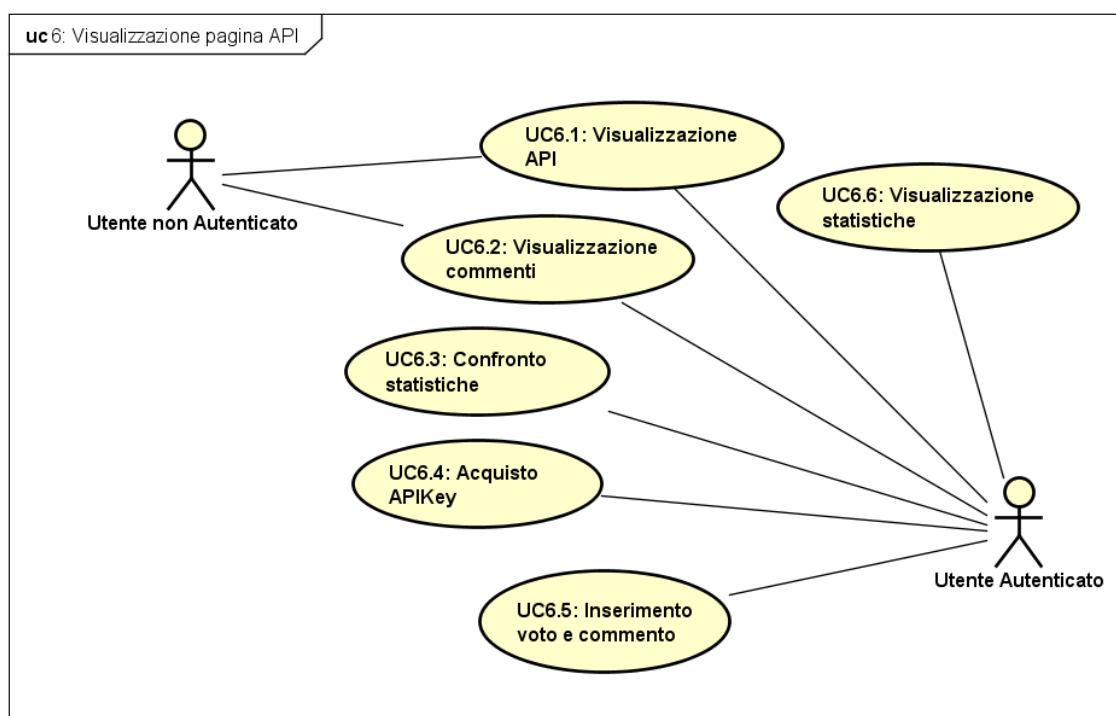 uc 6: Visualizzazione pagina API
UC6.1: Visualizzazione
API
UC6.6: Visualizzazione
statistiche
Utente non Autenticato
UC6.2: Visualizzazione
commenti
UC6.3: Confronto
statistiche
UC6.4: Acquisto
APIKey
Utente Autenticato
UC6.5: Inserimento
voto e commento